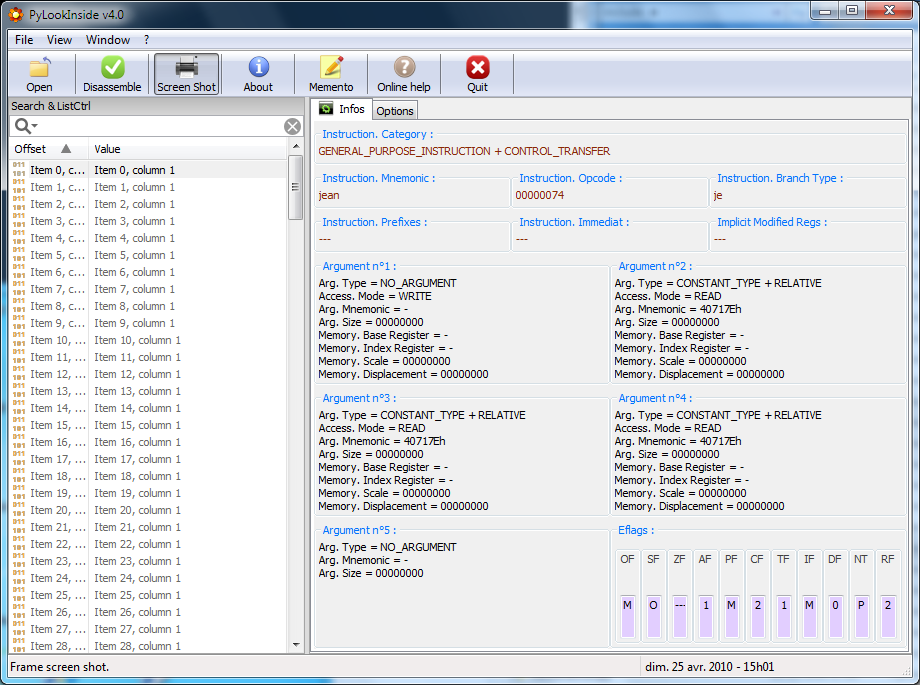 PyLookInside v4.0
File View Window ?
Open Disassemble Screen Shot About Memento Online help Quit
Search & ListCtrl
Offset Value
Item 0, c... Item 0, column 1
Item 1, c... Item 1, column 1
Item 2, c... Item 2, column 1
Item 3, c... Item 3, column 1
Item 4, c... Item 4, column 1
Item 5, c... Item 5, column 1
Item 6, c... Item 6, column 1
Item 7, c... Item 7, column 1
Item 8, c... Item 8, column 1
Item 9, c... Item 9, column 1
Item 10, ... Item 10, column 1
Item 11, ... Item 11, column 1
Item 12, ... Item 12, column 1
Item 13, ... Item 13, column 1
Item 14, ... Item 14, column 1
Item 15, ... Item 15, column 1
Item 16, ... Item 16, column 1
Item 17, ... Item 17, column 1
Item 18, ... Item 18, column 1
Item 19, ... Item 19, column 1
Item 20, ... Item 20, column 1
Item 21, ... Item 21, column 1
Item 22, ... Item 22, column 1
Item 23, ... Item 23, column 1
Item 24, ... Item 24, column 1
Item 25, ... Item 25, column 1
Item 26, ... Item 26, column 1
Item 27, ... Item 27, column 1
Item 28, ... Item 28, column 1
Infos Options
Instruction. Category :
GENERAL_PURPOSE_INSTRUCTION + CONTROL_TRANSFER
Instruction. Mnemonic : Instruction. Opcode : Instruction. Branch Type :
jean 00000074 je
Instruction. Prefixes : Instruction. Immediat : Implicit Modified Regs :
--- --- ---
Argument n°1 :
Arg. Type = NO_ARGUMENT
Access. Mode = WRITE
Arg. Mnemonic = -
Arg. Size = 00000000
Memory. Base Register = -
Memory. Index Register = -
Memory. Scale = 00000000
Memory. Displacement = 00000000
Argument n°2 :
Arg. Type = CONSTANT_TYPE + RELATIVE
Access. Mode = READ
Arg. Mnemonic = 40717Eh
Arg. Size = 00000000
Memory. Base Register = -
Memory. Index Register = -
Memory. Scale = 00000000
Memory. Displacement = 00000000
Argument n°3 :
Arg. Type = CONSTANT_TYPE + RELATIVE
Access. Mode = READ
Arg. Mnemonic = 40717Eh
Arg. Size = 00000000
Memory. Base Register = -
Memory. Index Register = -
Memory. Scale = 00000000
Memory. Displacement = 00000000
Argument n°4 :
Arg. Type = CONSTANT_TYPE + RELATIVE
Access. Mode = READ
Arg. Mnemonic = 40717Eh
Arg. Size = 00000000
Memory. Base Register = -
Memory. Index Register = -
Memory. Scale = 00000000
Memory. Displacement = 00000000
Argument n°5 :
Arg. Type = NO_ARGUMENT
Arg. Mnemonic = -
Arg. Size = 00000000
Eflags :
OF SF ZF AF PF CF TF IF DF NT RF
M O --- 1 M 2 1 M 0 P 2
Frame screen shot. dim. 25 avr. 2010 - 15h01